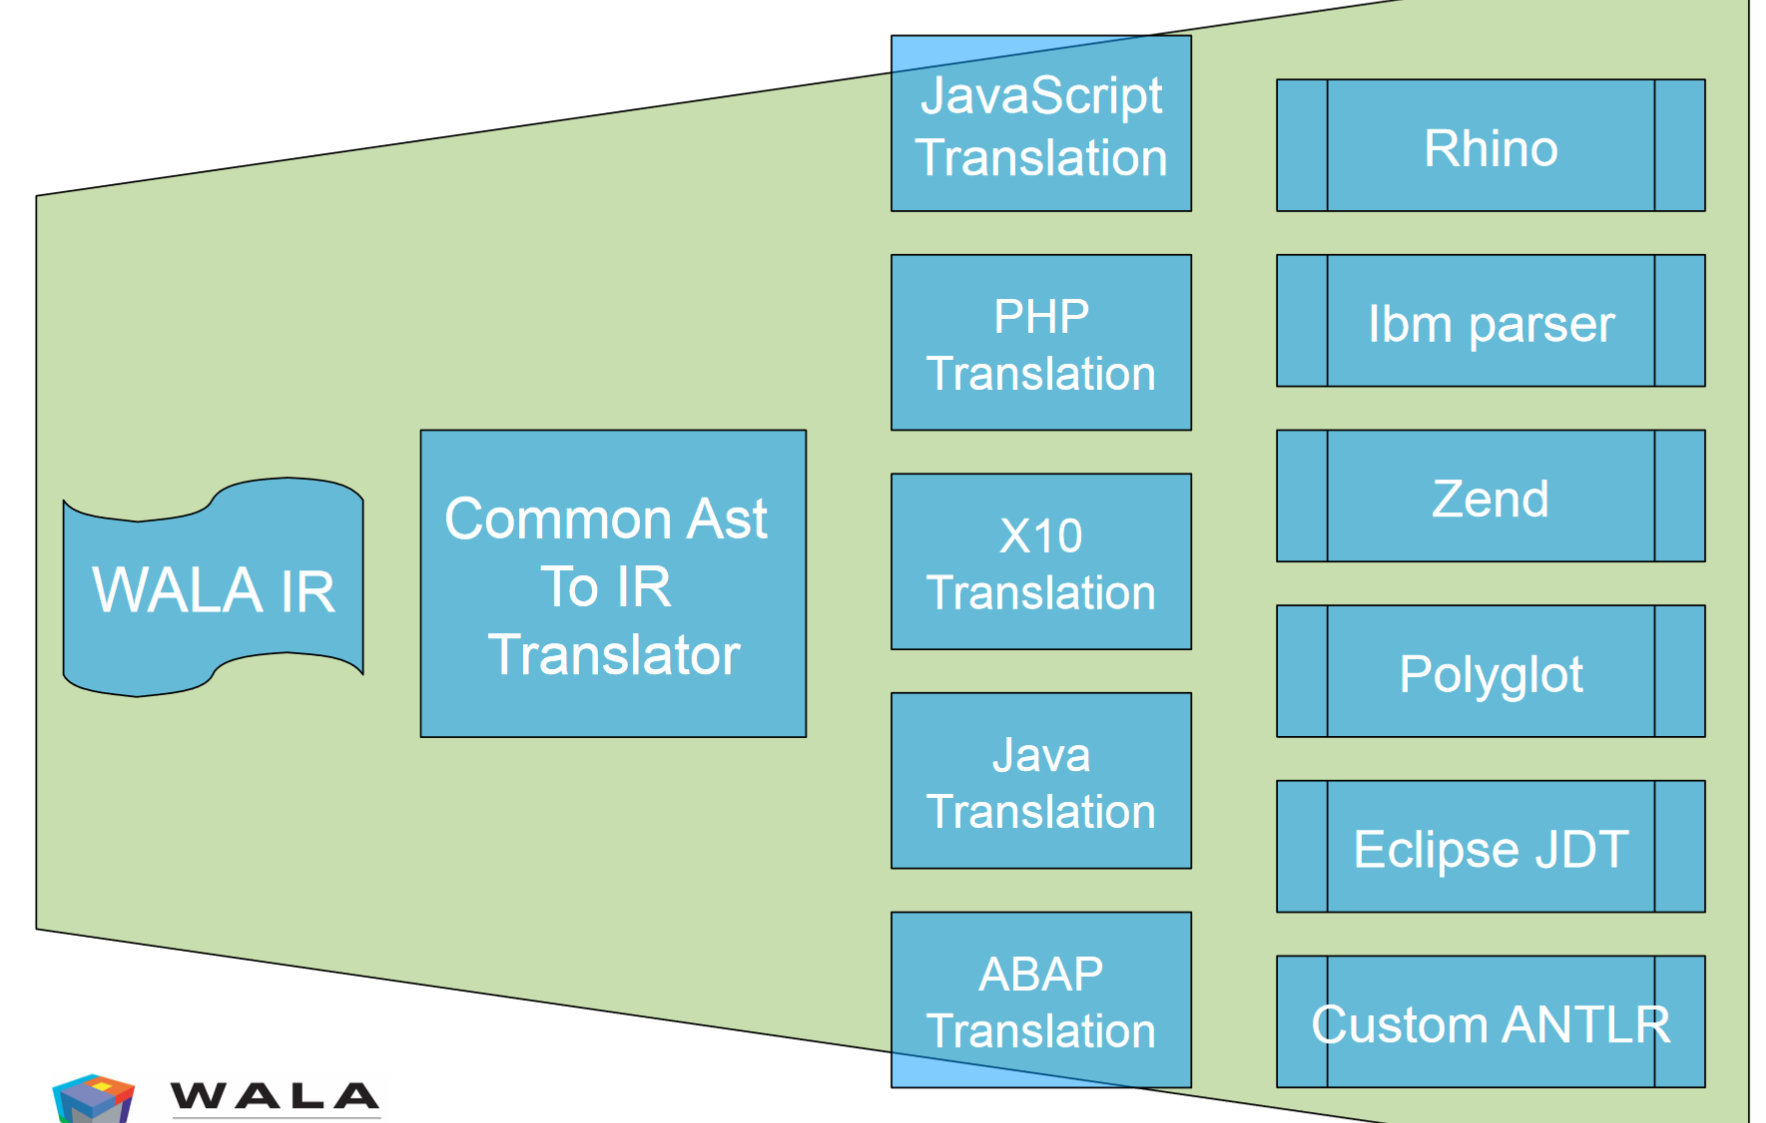 JavaScript
Translation
Rhino
PHP
Translation
Ibm parser
WALA IR
Common Ast
To IR
Translator
X10
Translation
Zend
Polyglot
Java
Translation
Eclipse JDT
ABAP
Translation
Custom ANTLR
WALA